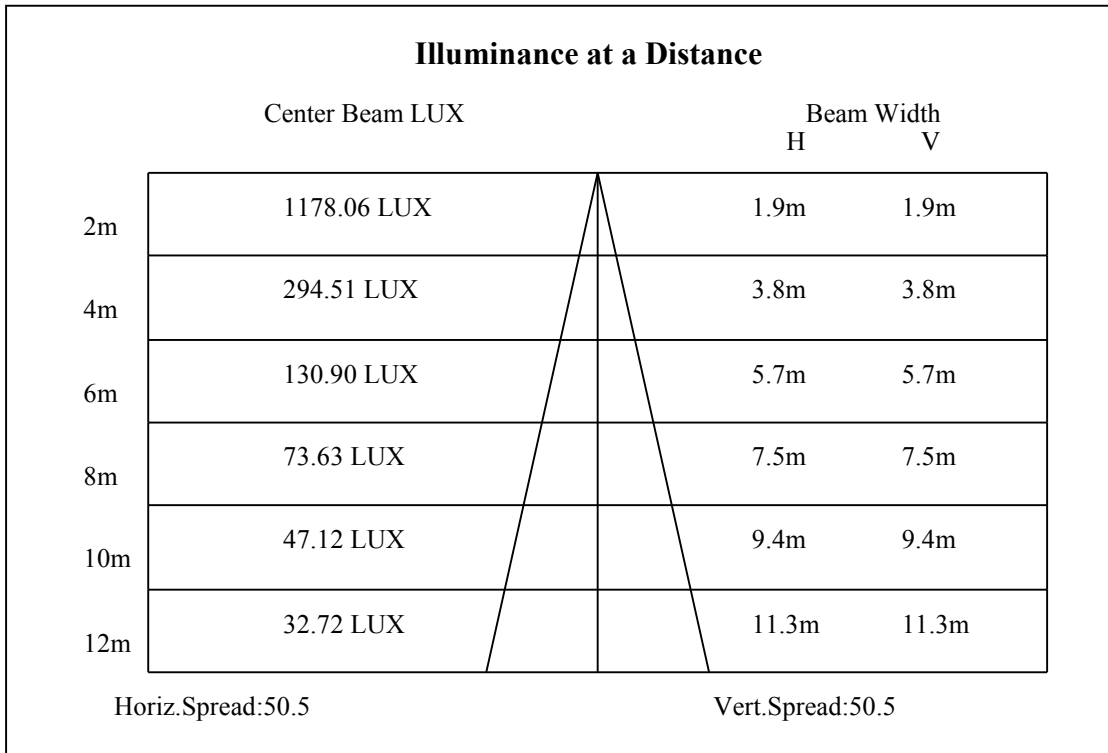 Illuminance at a Distance
Center Beam LUX Beam Width
H V
2m 1178.06 LUX 1.9m 1.9m
4m 294.51 LUX 3.8m 3.8m
6m 130.90 LUX 5.7m 5.7m
8m 73.63 LUX 7.5m 7.5m
10m 47.12 LUX 9.4m 9.4m
12m 32.72 LUX 11.3m 11.3m
Horiz.Spread:50.5 Vert.Spread:50.5